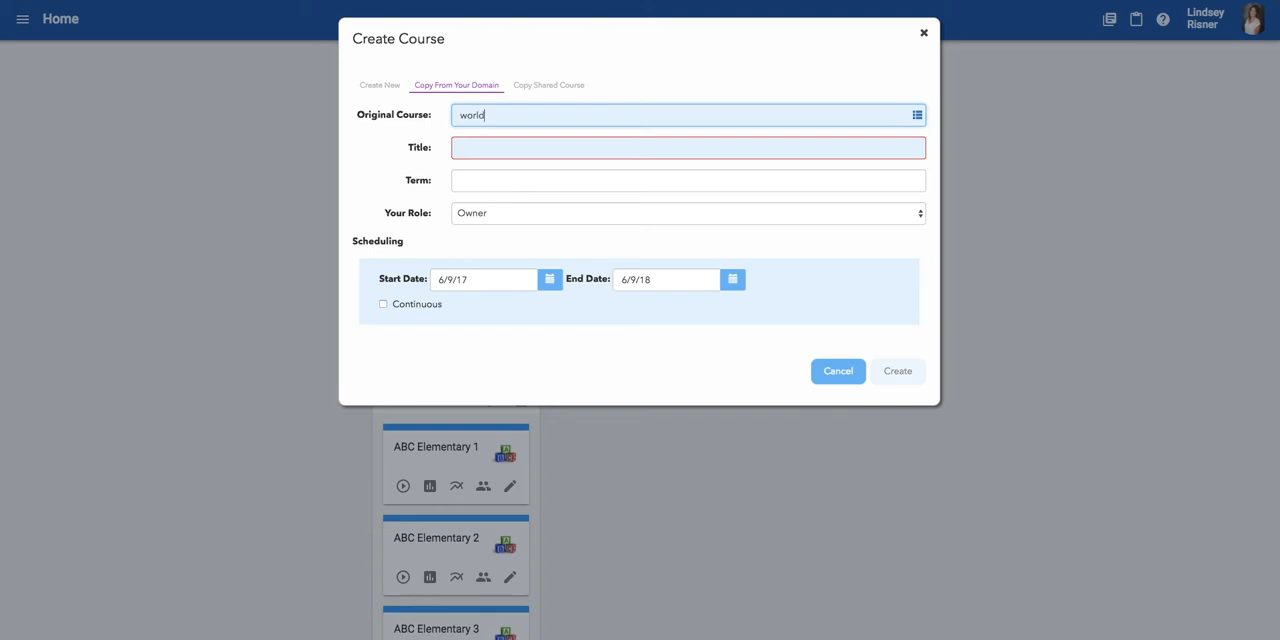 Home
Lindsey
Risner
Create Course
Create New
Copy From Your Domain
Copy Shared Course
Original Course:
world
Title:
Term:
Your Role:
Owner
Scheduling
Start Date:
6/9/17
End Date:
6/9/18
Continuous
Cancel
Create
ABC Elementary 1
ABC Elementary 2
ABC Elementary 3